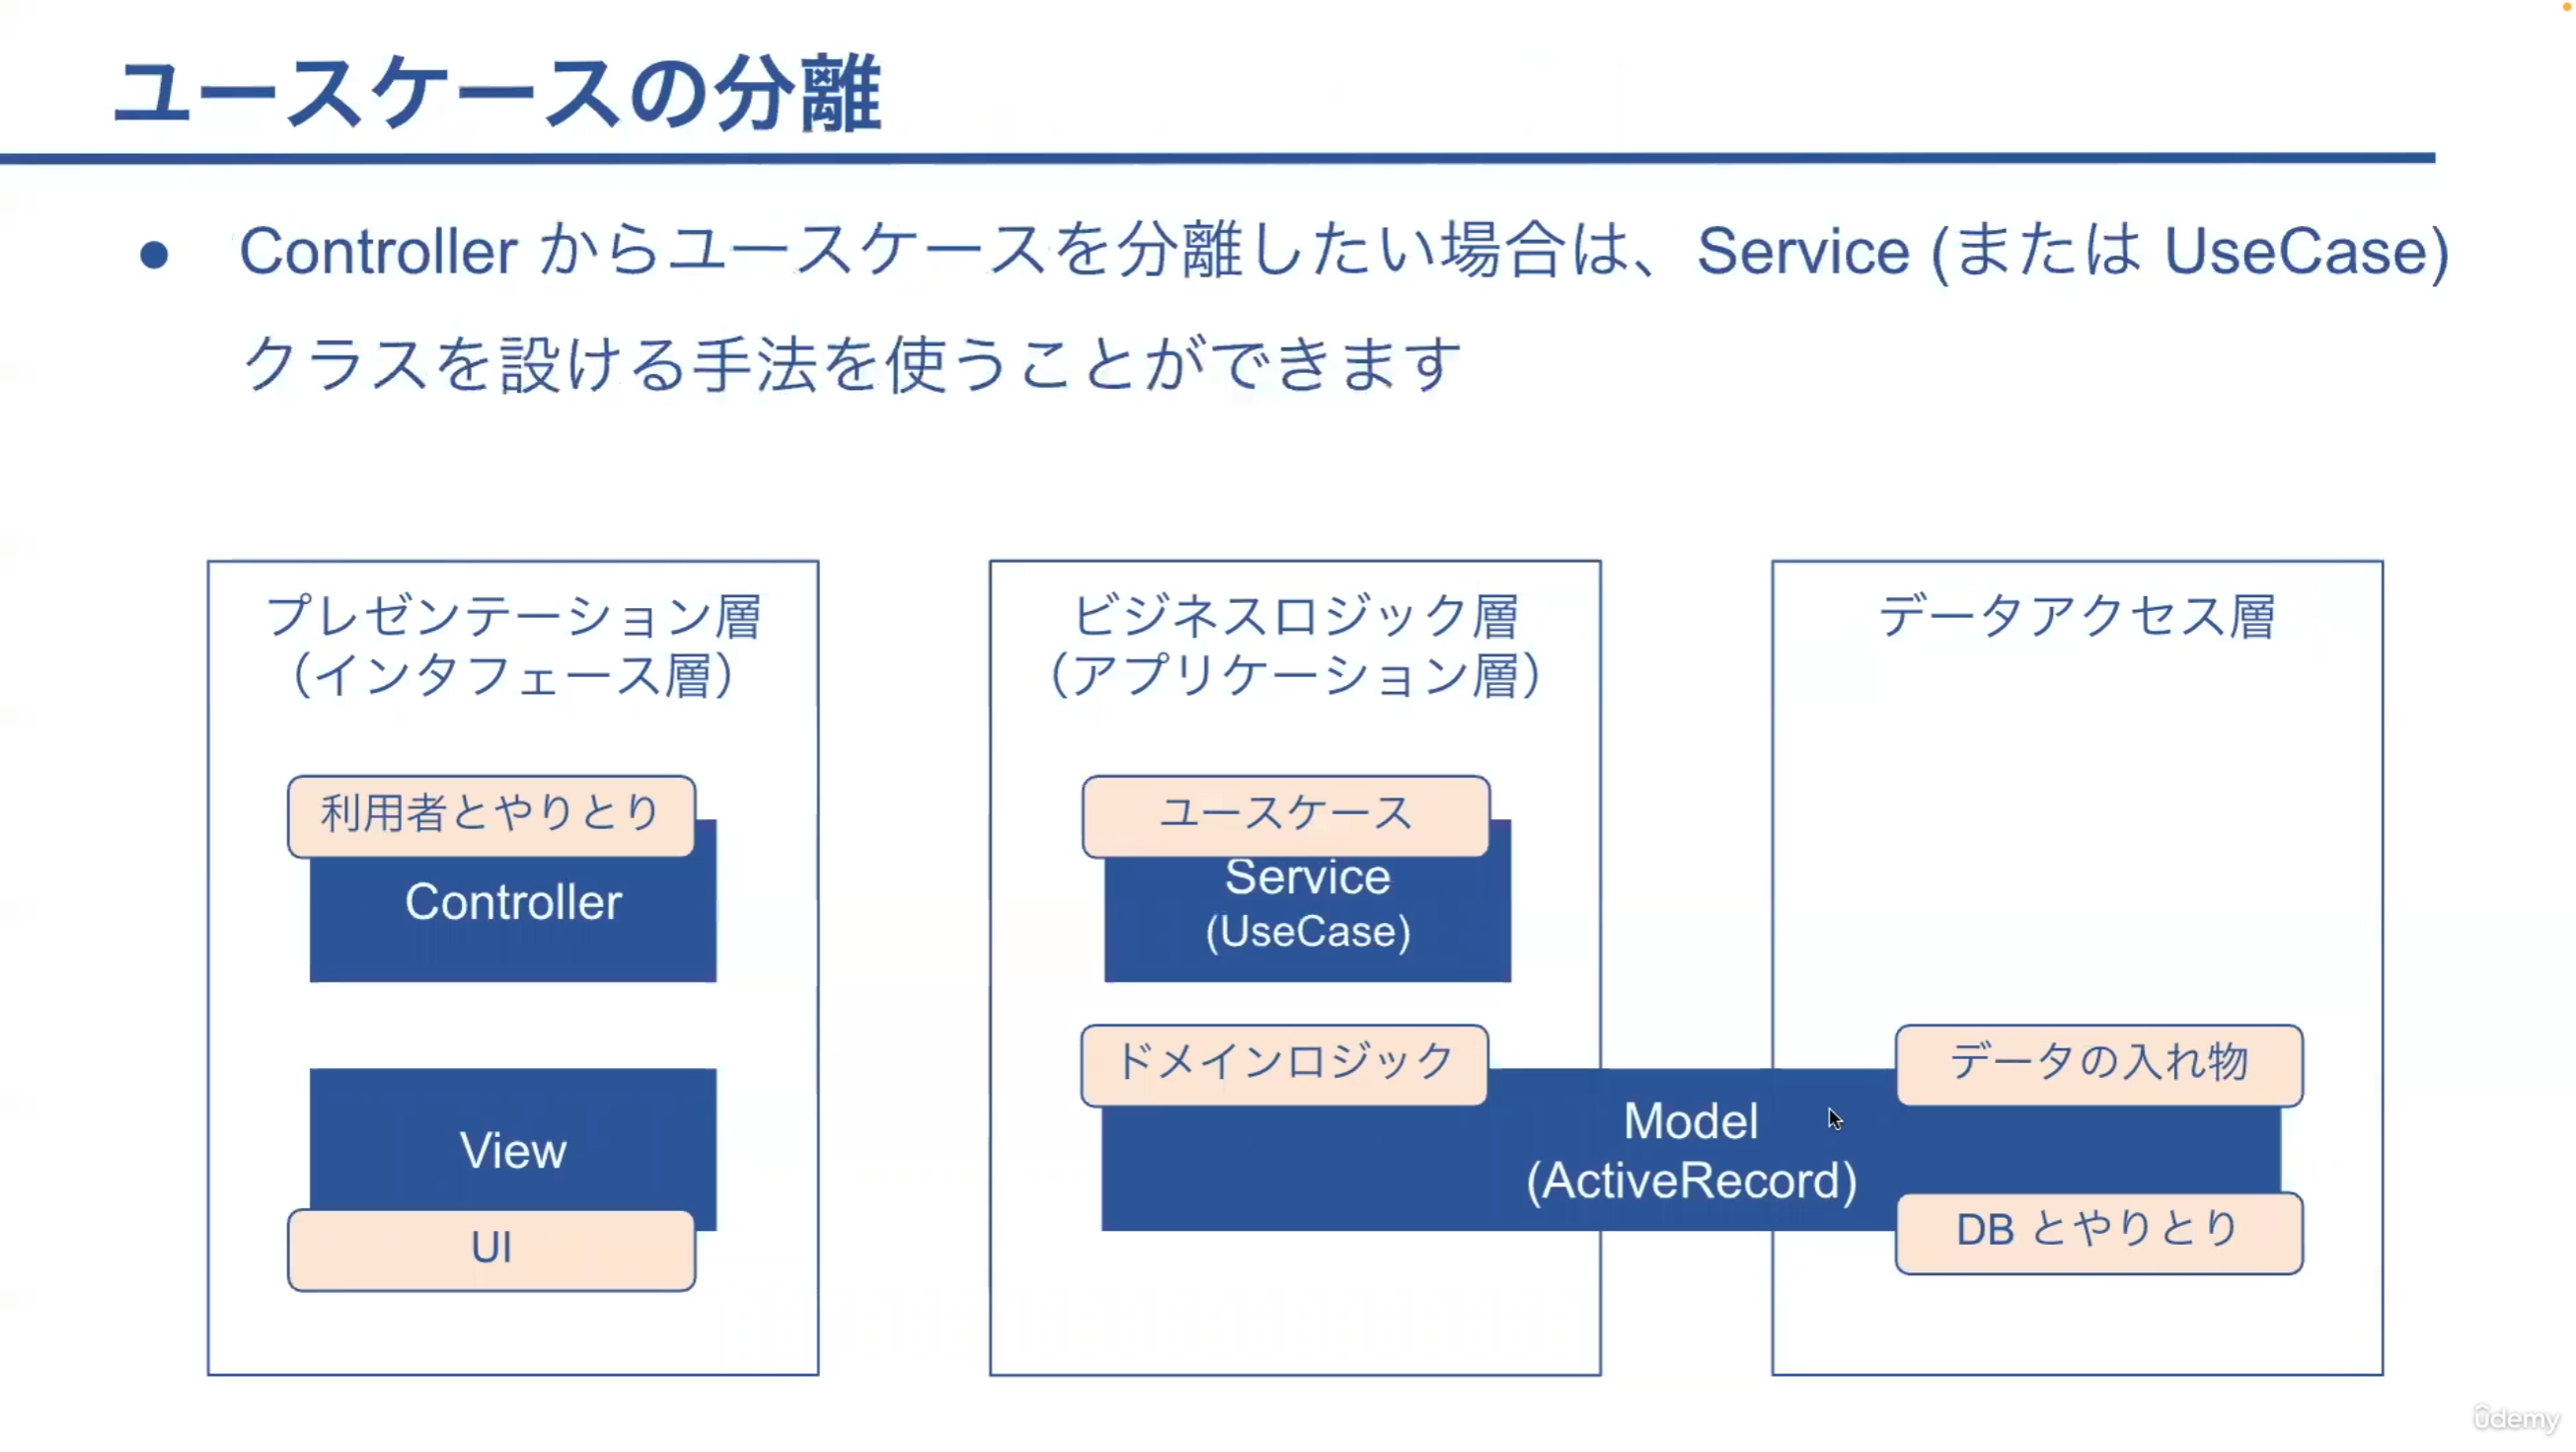 ユースケースの分離
● Controller からユースケースを分離したい場合は、Service (または UseCase)
クラスを設ける手法を使うことができます
プレゼンテーション層
（インタフェース層）
利用者とやりとり
Controller
View
UI
ビジネスロジック層
（アプリケーション層）
ユースケース
Service
(UseCase)
ドメインロジック
Model
(ActiveRecord)
データアクセス層
データの入れ物
DB とやりとり
ûdemy